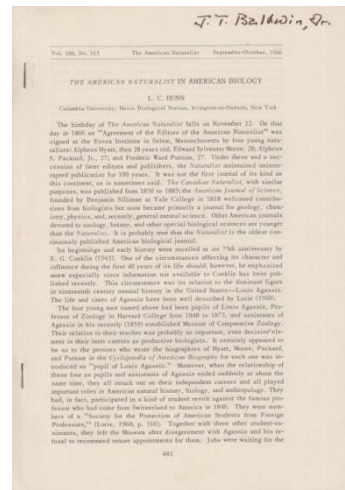 J. T. Baldwin, Jr.
Vol. 100, No. 915 The American Naturalist September-October, 1966
THE AMERICAN NATURALIST IN AMERICAN BIOLOGY
L. C. DUNN
Columbia University, Nevis Biological Station, Irvington-on-Hudson, New York
The birthday of The American Naturalist falls on November 22. On that
day in 1866 an "Agreement of the Editors of the American Naturalist" was
signed at the Essex Institute in Salem, Massachusetts by four young natu-
ralists: Alpheus Hyatt, then 28 years old; Edward Sylvester Morse, 28; Alpheus
S. Packard, Jr., 27; and Frederic Ward Putnam, 27. Under these and a suc-
cession of later editors and publishers, the Naturalist maintained uninter-
rupted publication for 100 years. It was not the first journal of its kind on
this continent, as is sometimes said. The Canadian Naturalist, with similar
purposes, was published from 1856 to 1883; the American Journal of Science,
founded by Benjamin Silliman at Yale College in 1818 welcomed contribu-
tions from biologists but soon became primarily a journal for geology, chem-
istry, physics, and, recently, general natural science. Other American journals
devoted to zoology, botany, and other special biological sciences are younger
than the Naturalist. It is probably true that the Naturalist is the oldest con-
tinuously published American biological journal.
Its beginnings and early history were recalled at its 75th anniversary by
E. G. Conklin (1943). One of the circumstances affecting its character and
influence during the first 40 years of its life should, however, be emphasized
anew especially since information not available to Conklin has been pub-
lished recently. This circumstance was its relation to the dominant figure
in nineteenth century natural history in the United States—Louis Agassiz.
The life and times of Agassiz have been well described by Lurie (1960).
The four young men named above had been pupils of Louis Agassiz, Pro-
fessor of Zoology in Harvard College from 1848 to 1873, and assistants of
Agassiz in his recently (1859) established Museum of Comparative Zoology.
Their relation to their teacher was probably an important, even decisive ele-
ment in their later careers as productive biologists. It certainly appeared to
be so to the persons who wrote the biographies of Hyatt, Morse, Packard,
and Putnam in the Cyclopaedia of American Biography for each one was in-
troduced as "pupil of Louis Agassiz." However, when the relationship of
these four as pupils and assistants of Agassiz ended suddenly at about the
same time, they all struck out on their independent careers and all played
important roles in American natural history, biology, and anthropology. They
had, in fact, participated in a kind of student revolt against the famous pro-
fessor who had come from Switzerland to America in 1846. They were mem-
bers of a "Society for the Protection of American Students from Foreign
Professors," (Lurie, 1960, p. 316). Together with three other student-as-
sistants, they left the Museum after disagreement with Agassiz and his re-
fusal to recommend tenure appointments for them. Jobs were waiting for the
481